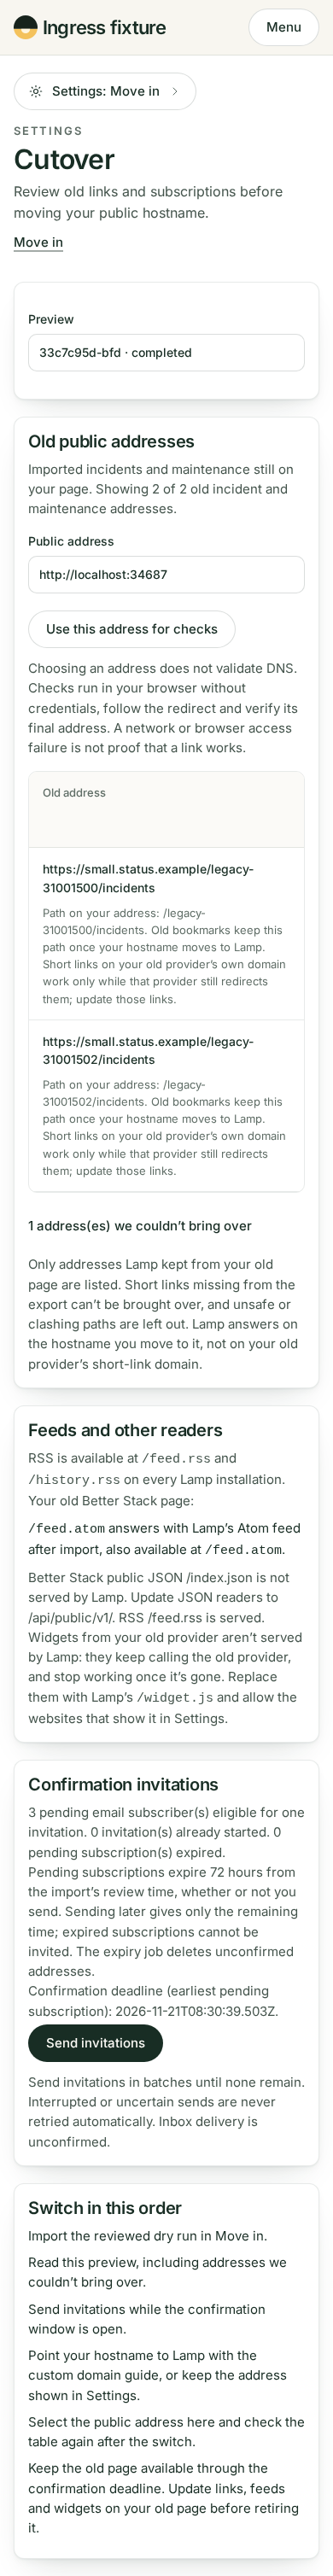 Ingress fixture
Menu
Settings: Move in
SETTINGS
Cutover
Review old links and subscriptions before
moving your public hostname.
Move in
Preview
33c7c95d-bfd · completed
Old public addresses
Imported incidents and maintenance still on
your page. Showing 2 of 2 old incident and
maintenance addresses.
Public address
http://localhost:34687
Use this address for checks
Choosing an address does not validate DNS.
Checks run in your browser without
credentials, follow the redirect and verify its
final address. A network or browser access
failure is not proof that a link works.
Old address
https://small.status.example/legacy-
31001500/incidents
Path on your address: /legacy-
31001500/incidents. Old bookmarks keep this
path once your hostname moves to Lamp.
Short links on your old provider’s own domain
work only while that provider still redirects
them; update those links.
https://small.status.example/legacy-
31001502/incidents
Path on your address: /legacy-
31001502/incidents. Old bookmarks keep this
path once your hostname moves to Lamp.
Short links on your old provider’s own domain
work only while that provider still redirects
them; update those links.
1 address(es) we couldn’t bring over
Only addresses Lamp kept from your old
page are listed. Short links missing from the
export can’t be brought over, and unsafe or
clashing paths are left out. Lamp answers on
the hostname you move to it, not on your old
provider’s short-link domain.
Feeds and other readers
RSS is available at /feed.rss and
/history.rss on every Lamp installation.
Your old Better Stack page:
/feed.atom answers with Lamp’s Atom feed
after import, also available at /feed.atom.
Better Stack public JSON /index.json is not
served by Lamp. Update JSON readers to
/api/public/v1/. RSS /feed.rss is served.
Widgets from your old provider aren’t served
by Lamp: they keep calling the old provider,
and stop working once it’s gone. Replace
them with Lamp’s /widget.js and allow the
websites that show it in Settings.
Confirmation invitations
3 pending email subscriber(s) eligible for one
invitation. 0 invitation(s) already started. 0
pending subscription(s) expired.
Pending subscriptions expire 72 hours from
the import’s review time, whether or not you
send. Sending later gives only the remaining
time; expired subscriptions cannot be
invited. The expiry job deletes unconfirmed
addresses.
Confirmation deadline (earliest pending
subscription): 2026-11-21T08:30:39.503Z.
Send invitations
Send invitations in batches until none remain.
Interrupted or uncertain sends are never
retried automatically. Inbox delivery is
unconfirmed.
Switch in this order
Import the reviewed dry run in Move in.
Read this preview, including addresses we
couldn’t bring over.
Send invitations while the confirmation
window is open.
Point your hostname to Lamp with the
custom domain guide, or keep the address
shown in Settings.
Select the public address here and check the
table again after the switch.
Keep the old page available through the
confirmation deadline. Update links, feeds
and widgets on your old page before retiring
it.